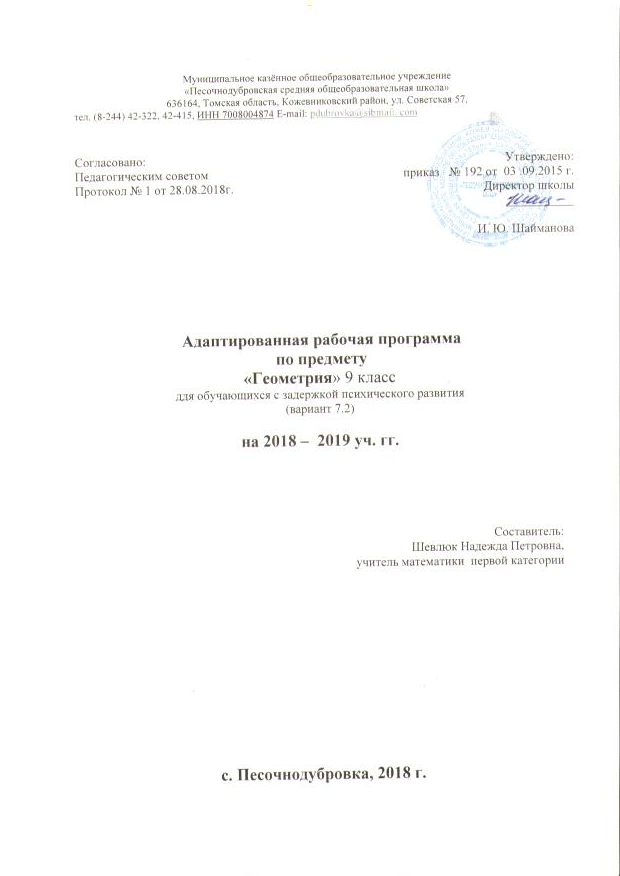 Муниципальное казённое общеобразовательное учреждение
«Песочнодубровская средняя общеобразовательная школа»
636164, Томская область, Кожевниковский район, ул. Советская 57,
тел. (8-244) 42-322, 42-415, ИНН 7008004874 E-mail: pdubrovka@sibmail. com
Согласовано:
Педагогическим советом
Протокол № 1 от 28.08.2018г.
Утверждено:
приказ № 192 от 03 .09.2015 г.
Директор школы
И. Ю. Шайманова
Адаптированная рабочая программа
по предмету
«Геометрия» 9 класс
для обучающихся с задержкой психического развития
(вариант 7.2)
на 2018 – 2019 уч. гг.
Составитель:
Шевлюк Надежда Петровна,
учитель математики первой категории
с. Песочнодубровка, 2018 г.